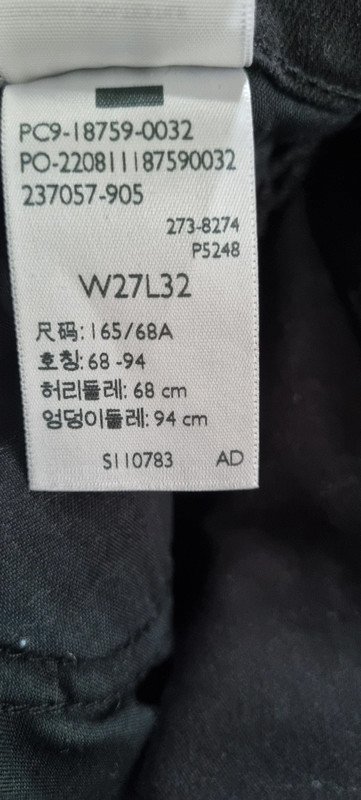 PC9-18759-0032
PO-220811187590032
237057-905
273-8274
P5248
W27L32
尺码: 165/68A
호칭: 68 -94
허리둘레: 68 cm
엉덩이둘레: 94 cm
S110783 AD